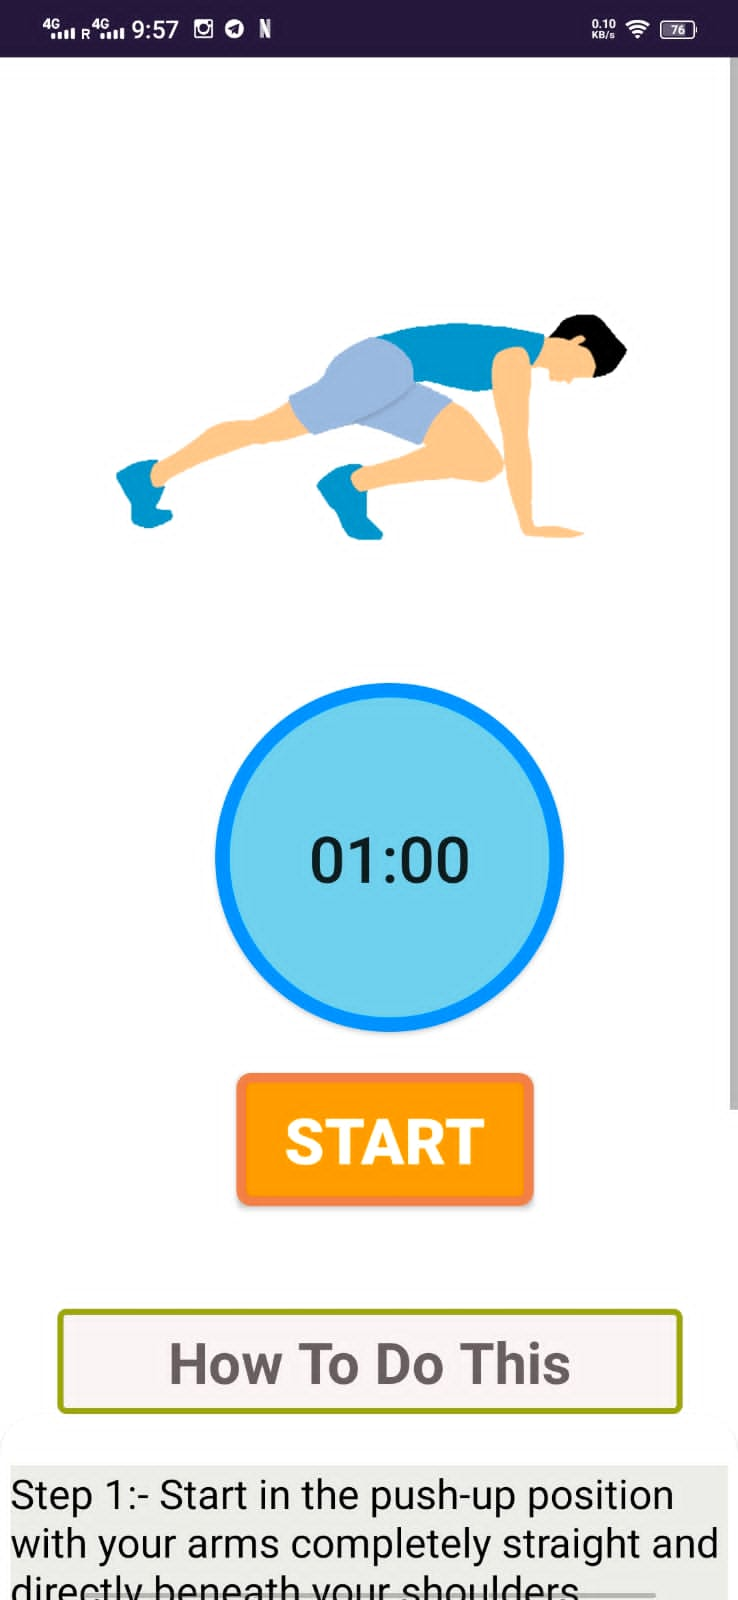 4G R 4G 9:57 N 0.10 KB/s 76
01:00
START
How To Do This
Step 1:- Start in the push-up position
with your arms completely straight and
directly beneath your shoulders